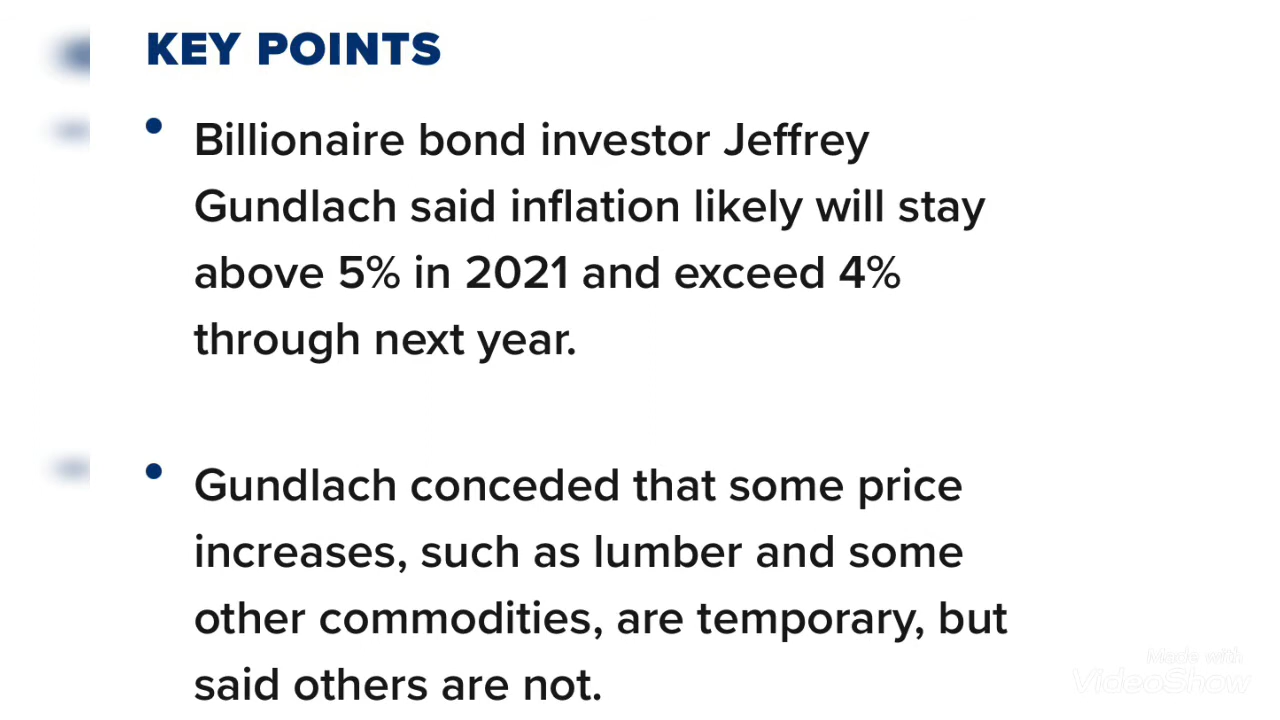 KEY POINTS
Billionaire bond investor Jeffrey
Gundlach said inflation likely will stay
above 5% in 2021 and exceed 4%
through next year.
Gundlach conceded that some price
increases, such as lumber and some
other commodities, are temporary, but
said others are not.
Made with
VideoShow